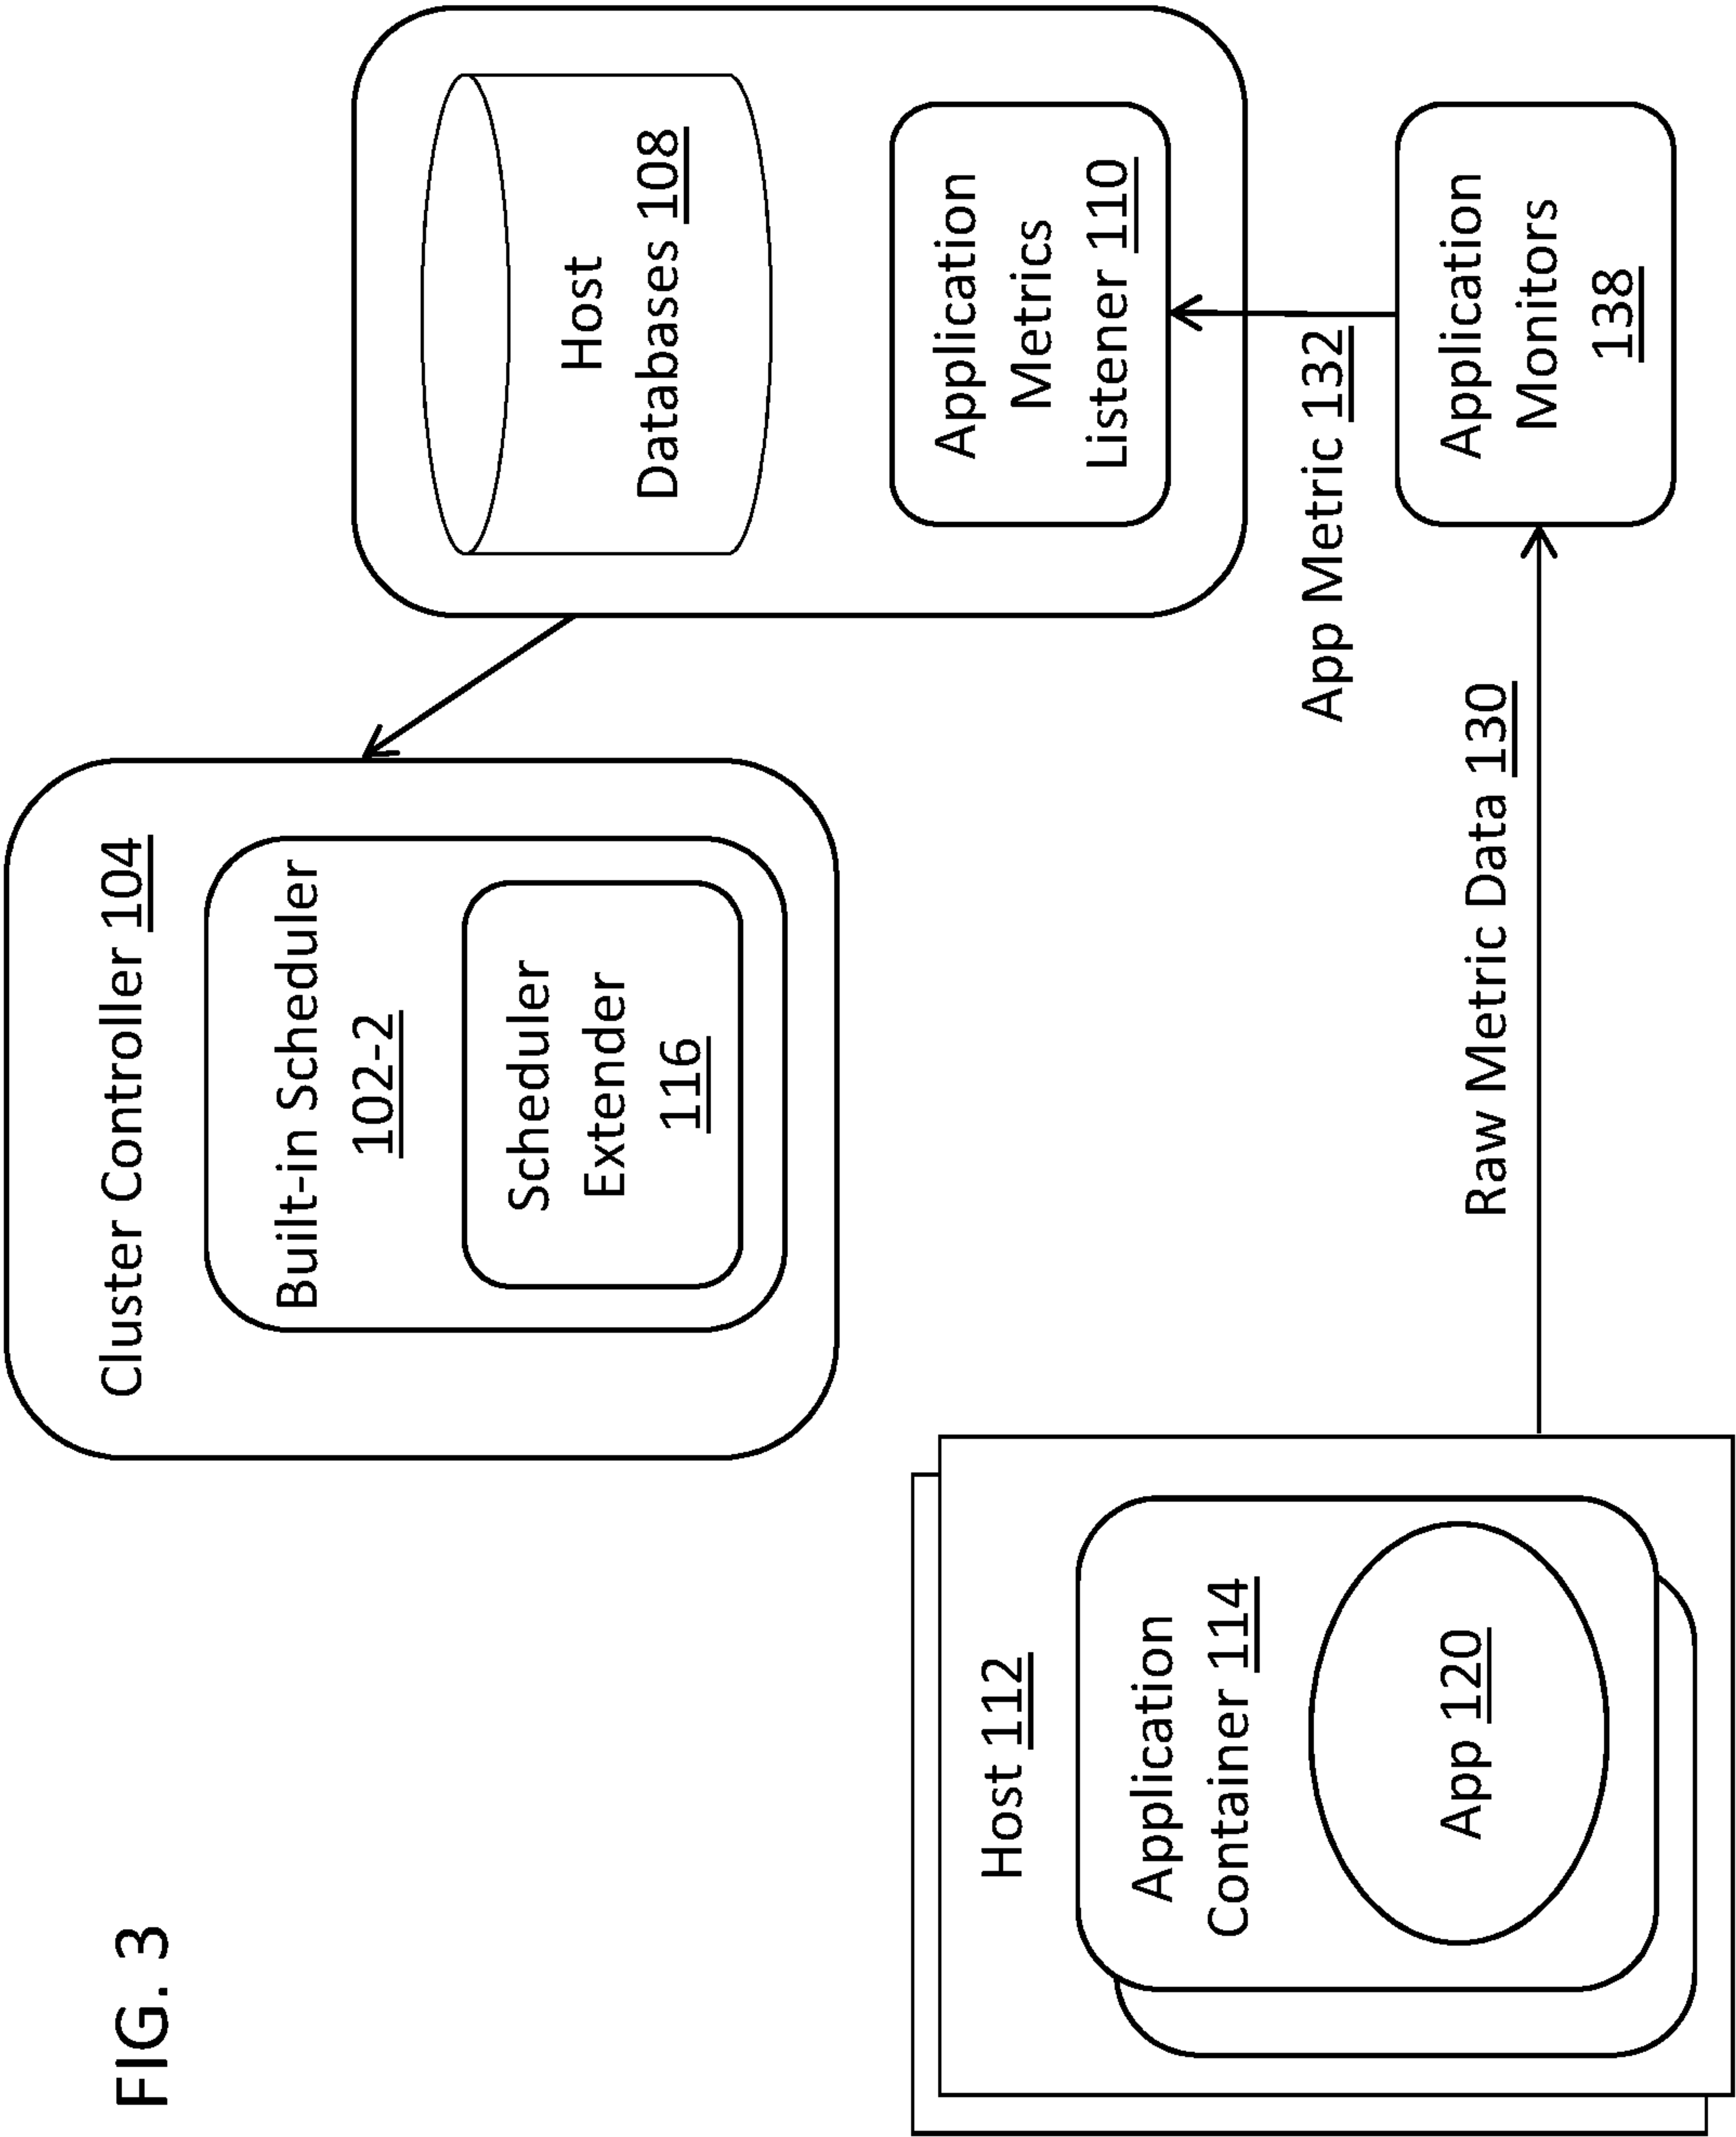 FIG. 3
Cluster Controller 104
Built-in Scheduler
102-2
Scheduler
Extender
116
Host
Databases 108
Application
Metrics
Listener 110
App Metric 132
Application
Monitors
138
Raw Metric Data 130
Host 112
Application
Container 114
App 120